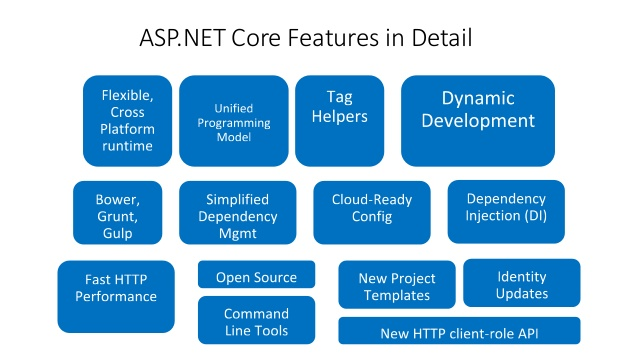 ASP.NET Core Features in Detail
Flexible,
Cross
Platform
runtime
Unified
Programming
Model
Tag
Helpers
Dynamic
Development
Bower,
Grunt,
Gulp
Simplified
Dependency
Mgmt
Cloud-Ready
Config
Dependency
Injection (DI)
Fast HTTP
Performance
Open Source
Command
Line Tools
New Project
Templates
Identity
Updates
New HTTP client-role API